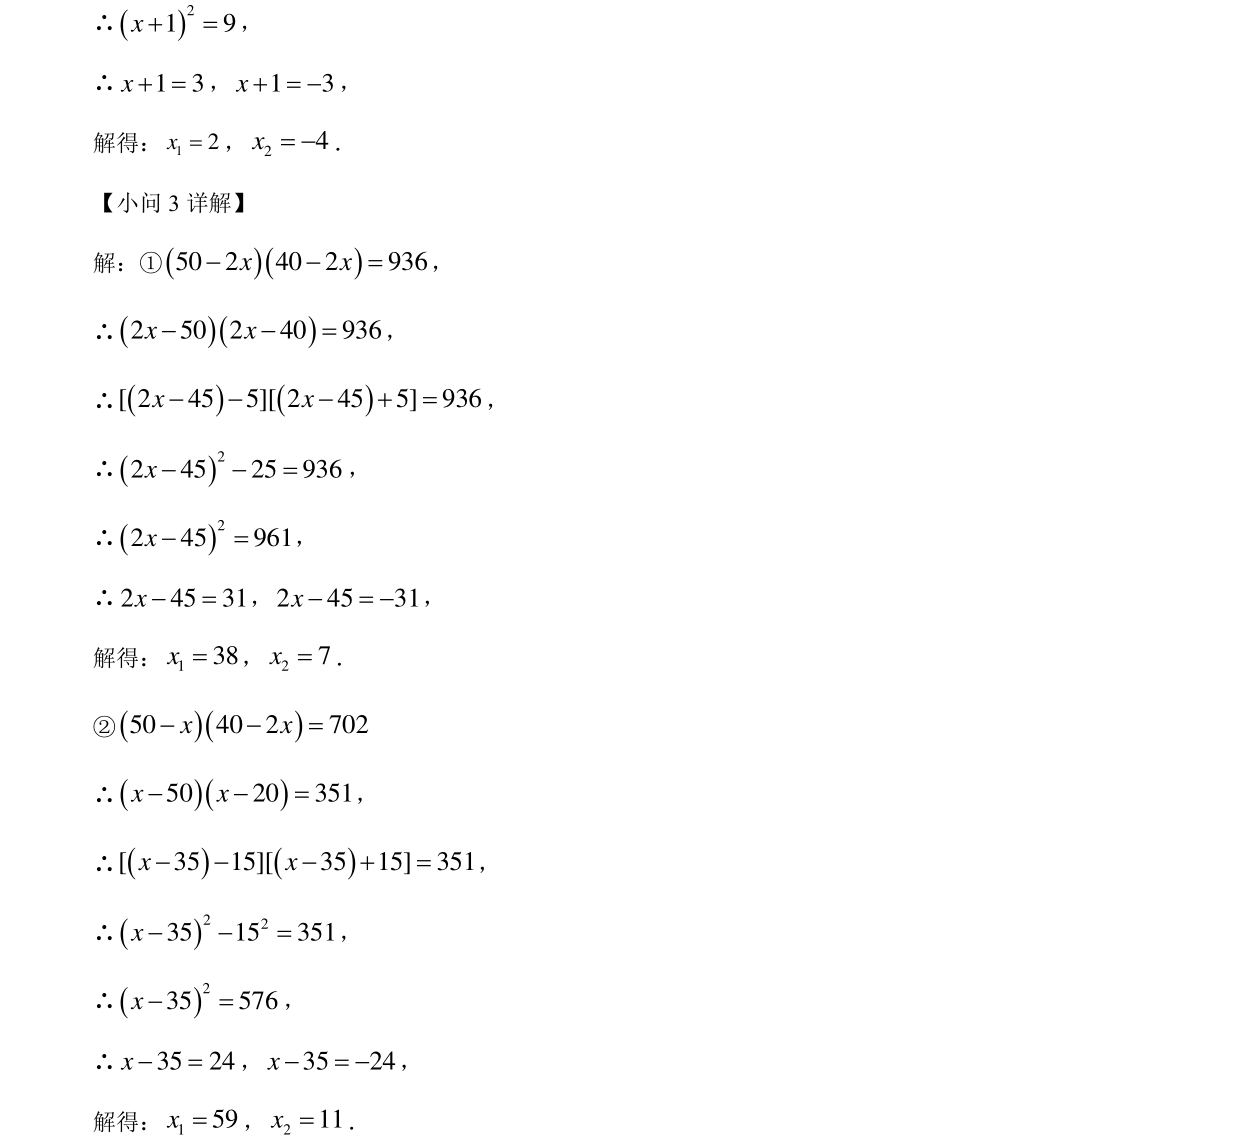 ∴(x+1)²=9，
∴x+1=3，x+1=−3，
解得：x₁=2，x₂=−4．
【小问 3 详解】
解：①(50−2x)(40−2x)=936，
∴(2x−50)(2x−40)=936，
∴[(2x−45)−5][(2x−45)+5]=936，
∴(2x−45)²−25=936，
∴(2x−45)²=961，
∴2x−45=31，2x−45=−31，
解得：x₁=38，x₂=7．
②(50−x)(40−2x)=702
∴(x−50)(x−20)=351，
∴[(x−35)−15][(x−35)+15]=351，
∴(x−35)²−15²=351，
∴(x−35)²=576，
∴x−35=24，x−35=−24，
解得：x₁=59，x₂=11．